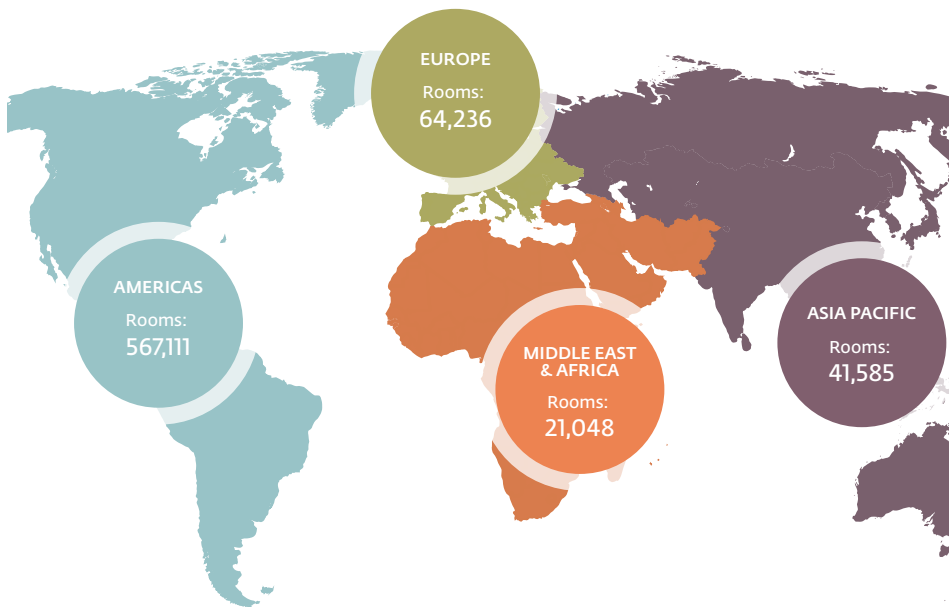 EUROPE
Rooms:
64,236
AMERICAS
Rooms:
567,111
MIDDLE EAST
& AFRICA
Rooms:
21,048
ASIA PACIFIC
Rooms:
41,585